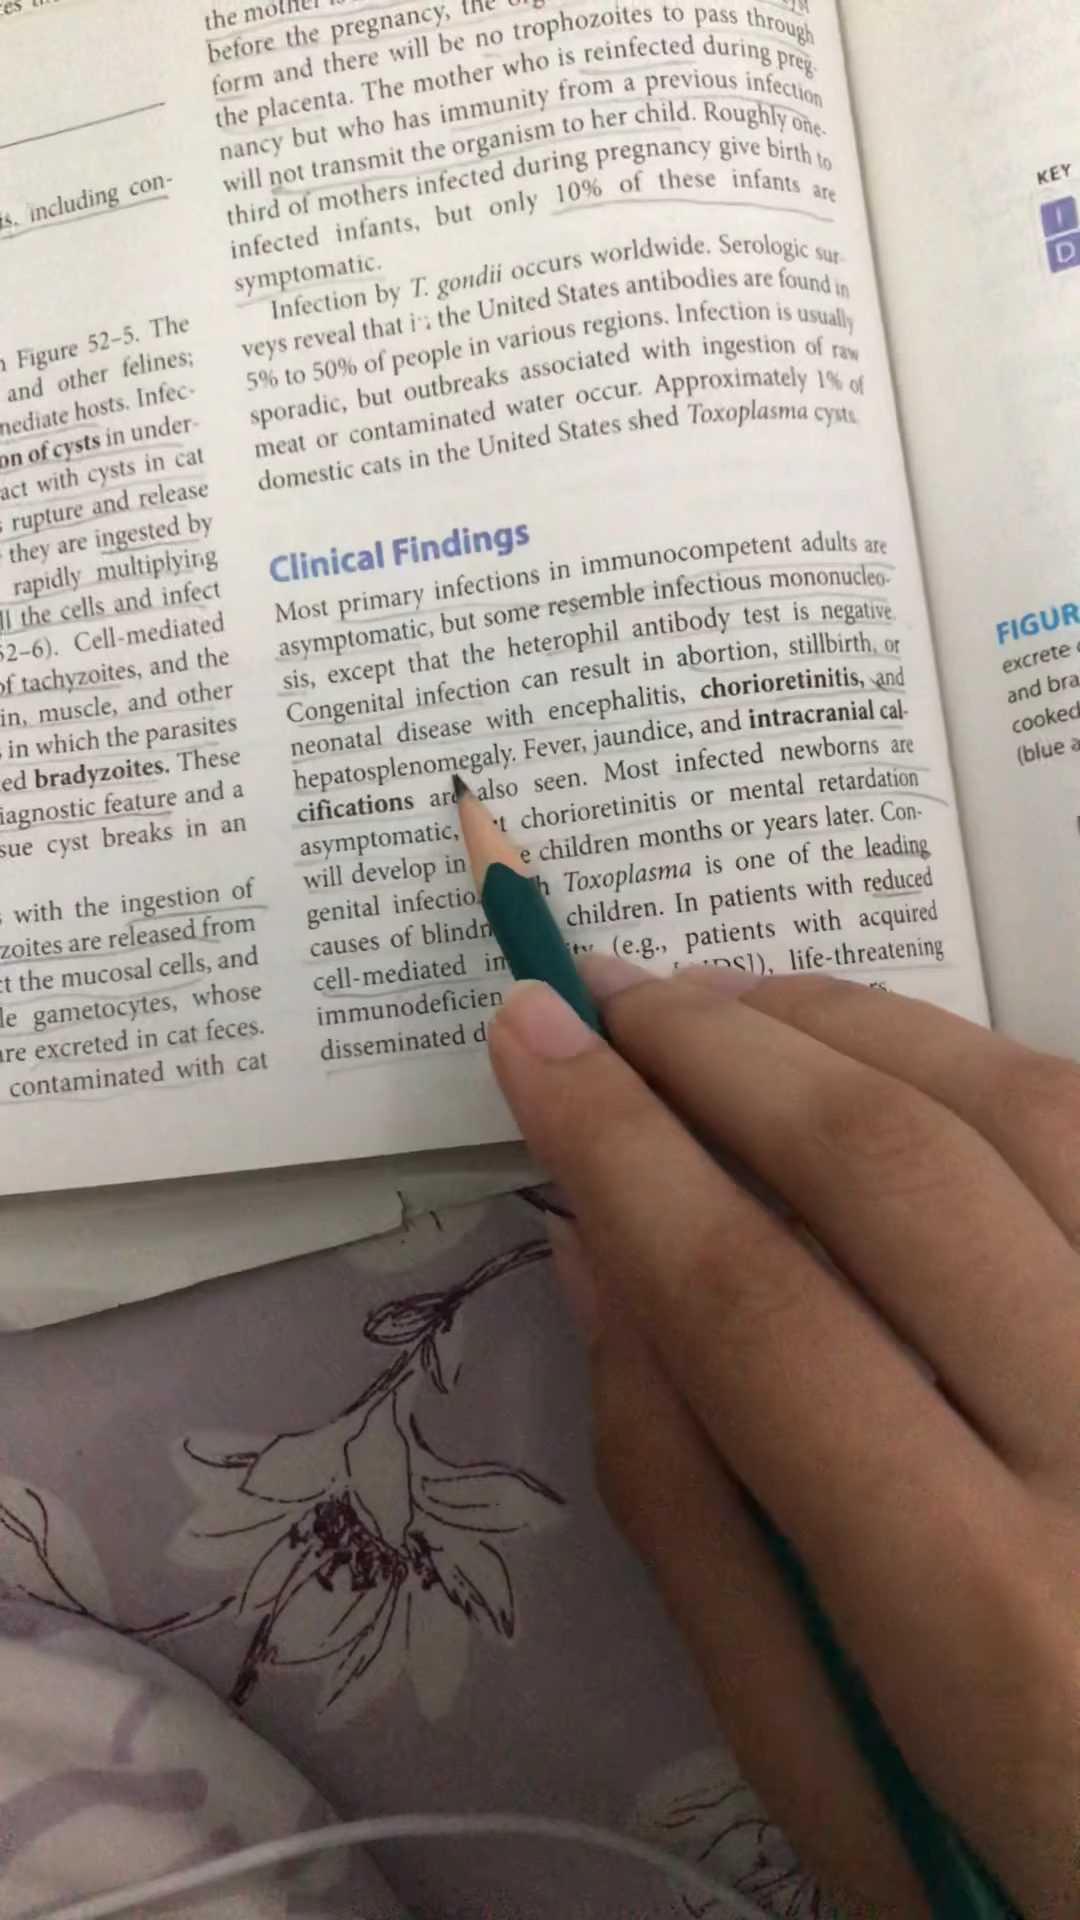 is, including con-
Figure 52–5. The
and other felines;
mediate hosts. Infec-
on of cysts in under-
act with cysts in cat
rupture and release
they are ingested by
rapidly multiplying
ll the cells and infect
52–6). Cell-mediated
of tachyzoites, and the
in, muscle, and other
in which the parasites
ed bradyzoites. These
iagnostic feature and a
sue cyst breaks in an
with the ingestion of
zoites are released from
ct the mucosal cells, and
le gametocytes, whose
are excreted in cat feces.
contaminated with cat
the mother
before the pregnancy, the
form and there will be no trophozoites to pass through
the placenta. The mother who is reinfected during preg-
nancy but who has immunity from a previous infection
will not transmit the organism to her child. Roughly one-
third of mothers infected during pregnancy give birth to
infected infants, but only 10% of these infants are
symptomatic.
Infection by T. gondii occurs worldwide. Serologic sur-
veys reveal that the United States antibodies are found in
5% to 50% of people in various regions. Infection is usually
sporadic, but outbreaks associated with ingestion of raw
meat or contaminated water occur. Approximately 1% of
domestic cats in the United States shed Toxoplasma cysts
Clinical Findings
Most primary infections in immunocompetent adults are
asymptomatic, but some resemble infectious mononucleo-
sis, except that the heterophil antibody test is negative.
Congenital infection can result in abortion, stillbirth, or
neonatal disease with encephalitis, chorioretinitis, and
hepatosplenomegaly. Fever, jaundice, and intracranial cal-
cifications are also seen. Most infected newborns are
asymptomatic, chorioretinitis or mental retardation
will develop in children months or years later. Con-
genital infectio Toxoplasma is one of the leading
causes of blindn children. In patients with reduced
cell-mediated im (e.g., patients with acquired
immunodeficien life-threatening
disseminated d
KEY
I
D
FIGUR
excrete
and bra
cooked
(blue a